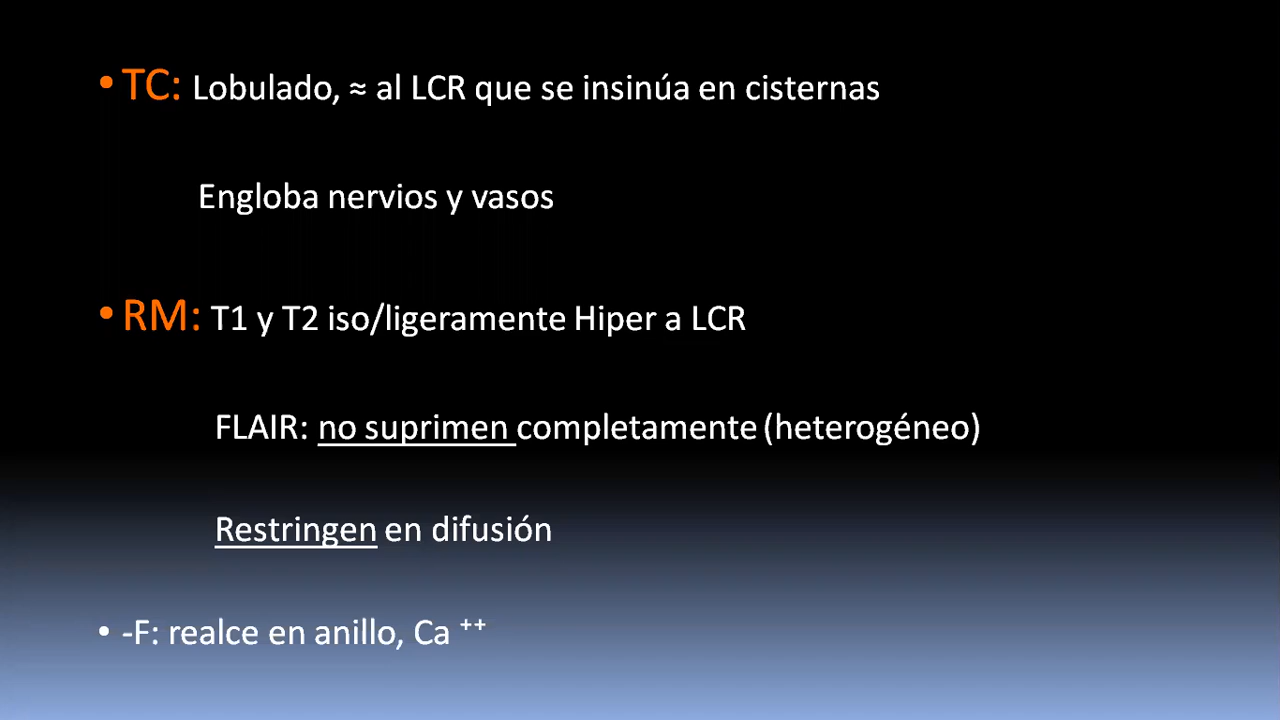 • TC: Lobulado, ≈ al LCR que se insinúa en cisternas
Engloba nervios y vasos
• RM: T1 y T2 iso/ligeramente Hiper a LCR
FLAIR: no suprimen completamente (heterogéneo)
Restringen en difusión
• -F: realce en anillo, Ca ⁺⁺